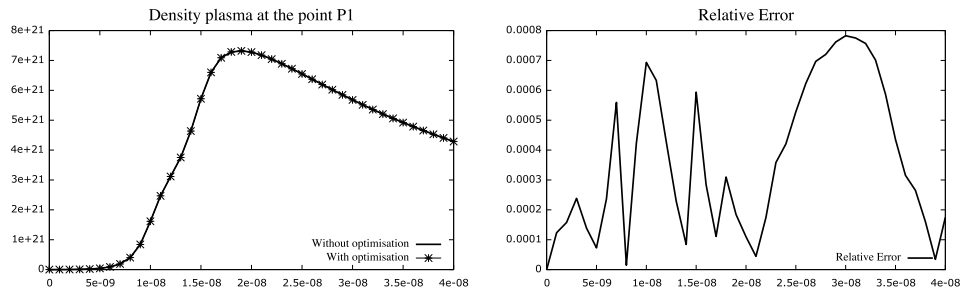 Density plasma at the point P1
8e+21
7e+21
6e+21
5e+21
4e+21
3e+21
2e+21
1e+21
0
Without optimisation
With optimisation
0 5e-09 1e-08 1.5e-08 2e-08 2.5e-08 3e-08 3.5e-08 4e-08
Relative Error
0.0008
0.0007
0.0006
0.0005
0.0004
0.0003
0.0002
0.0001
0
Relative Error
0 5e-09 1e-08 1.5e-08 2e-08 2.5e-08 3e-08 3.5e-08 4e-08